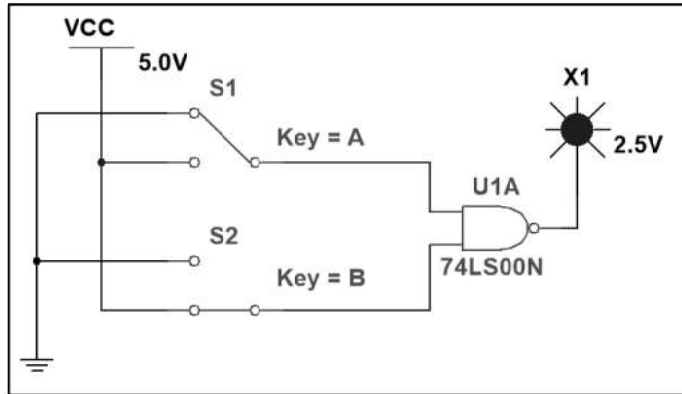 VCC
5.0V
S1
X1
Key = A
2.5V
U1A
S2
74LS00N
Key = B